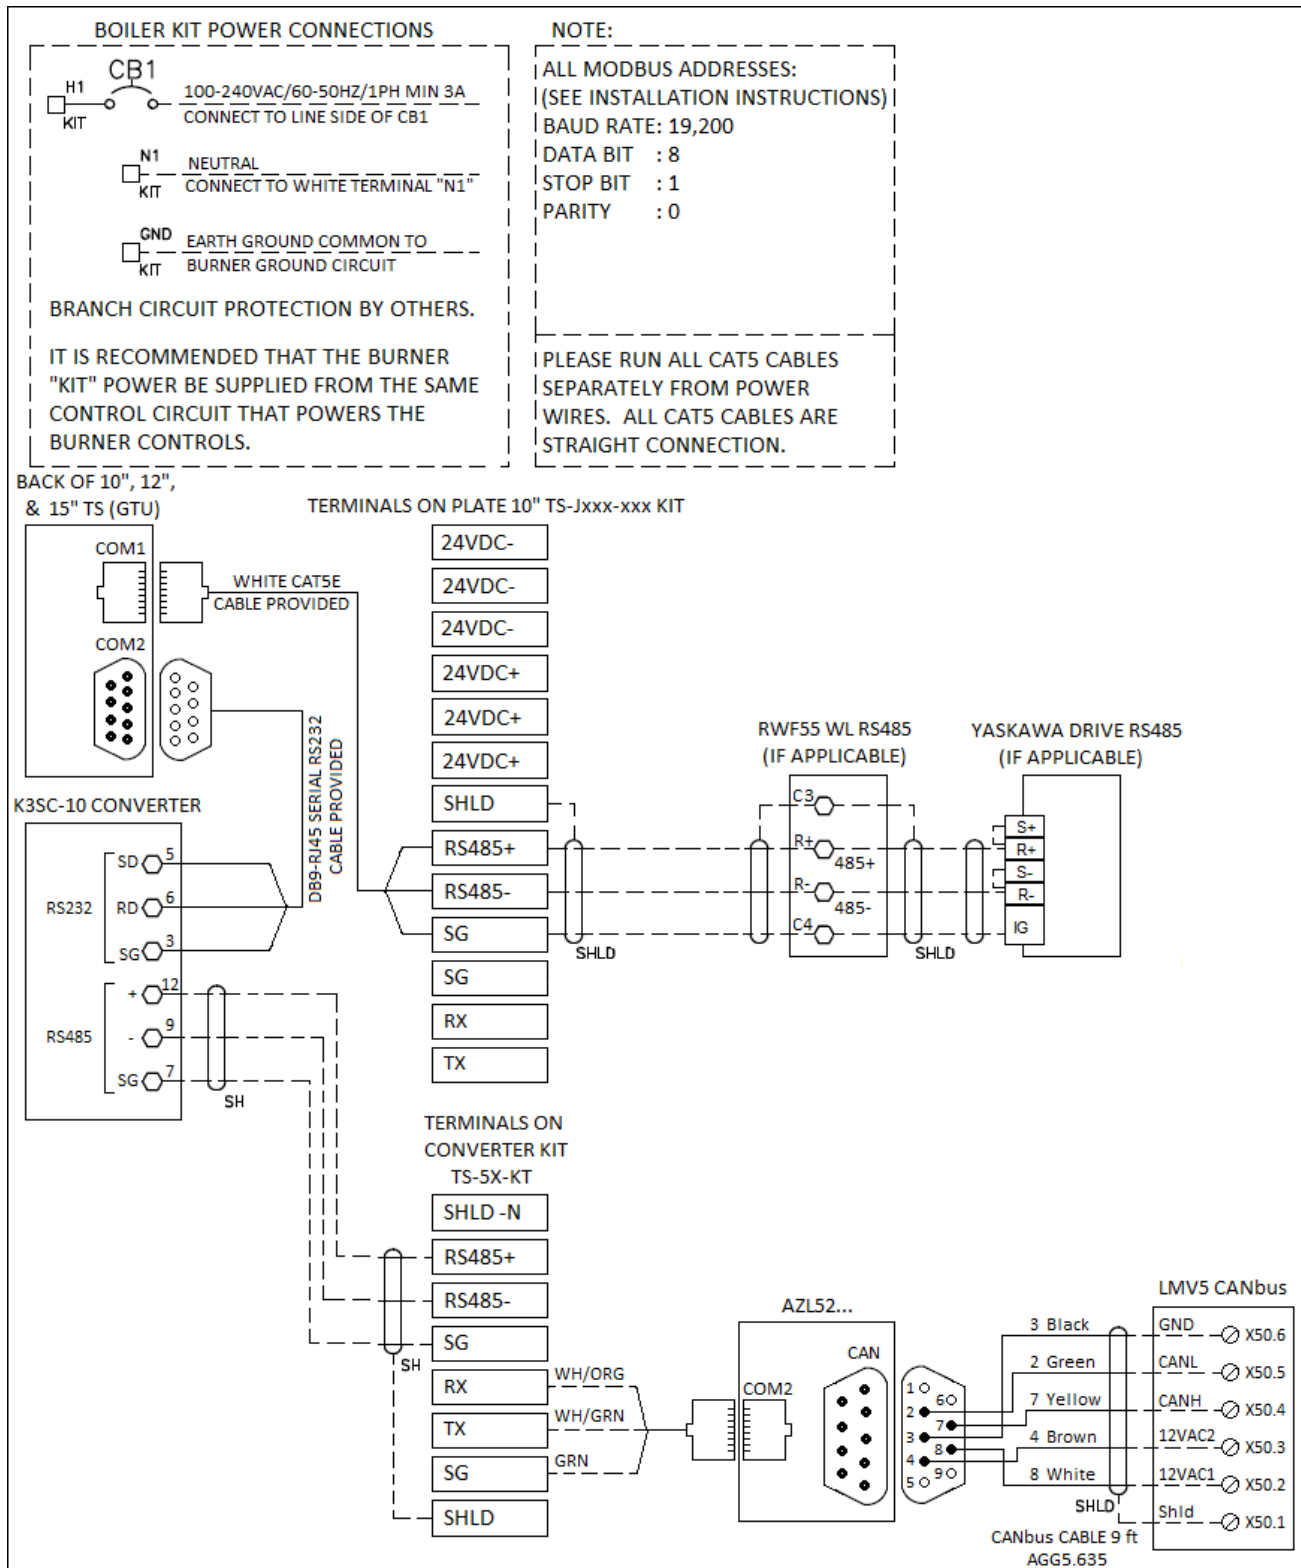 BOILER KIT POWER CONNECTIONS
CB1
H1
KIT
100-240VAC/60-50HZ/1PH MIN 3A
CONNECT TO LINE SIDE OF CB1
N1
KIT
NEUTRAL
CONNECT TO WHITE TERMINAL "N1"
GND
KIT
EARTH GROUND COMMON TO
BURNER GROUND CIRCUIT
BRANCH CIRCUIT PROTECTION BY OTHERS.
IT IS RECOMMENDED THAT THE BURNER
"KIT" POWER BE SUPPLIED FROM THE SAME
CONTROL CIRCUIT THAT POWERS THE
BURNER CONTROLS.
NOTE:
ALL MODBUS ADDRESSES:
(SEE INSTALLATION INSTRUCTIONS)
BAUD RATE: 19,200
DATA BIT : 8
STOP BIT : 1
PARITY : 0
PLEASE RUN ALL CAT5 CABLES
SEPARATELY FROM POWER
WIRES. ALL CAT5 CABLES ARE
STRAIGHT CONNECTION.
BACK OF 10", 12",
& 15" TS (GTU)
COM1
COM2
WHITE CAT5E
CABLE PROVIDED
DB9-RJ45 SERIAL RS232
CABLE PROVIDED
TERMINALS ON PLATE 10" TS-Jxxx-xxx KIT
24VDC-
24VDC-
24VDC-
24VDC+
24VDC+
24VDC+
SHLD
RS485+
RS485-
SG
SG
RX
TX
SHLD
RWF55 WL RS485
(IF APPLICABLE)
C3
R+
485+
R-
485-
C4
SHLD
YASKAWA DRIVE RS485
(IF APPLICABLE)
S+
R+
S-
R-
IG
K3SC-10 CONVERTER
RS232
SD
5
RD
6
SG
3
RS485
+
12
-
9
SG
7
SH
TERMINALS ON
CONVERTER KIT
TS-5X-KT
SHLD -N
RS485+
RS485-
SG
RX
TX
SG
SHLD
SH
WH/ORG
WH/GRN
GRN
AZL52...
COM2
CAN
1
6
2
7
3
8
4
9
5
3 Black
2 Green
7 Yellow
4 Brown
8 White
SHLD
CANbus CABLE 9 ft
AGG5.635
LMV5 CANbus
GND
X50.6
CANL
X50.5
CANH
X50.4
12VAC2
X50.3
12VAC1
X50.2
Shld
X50.1